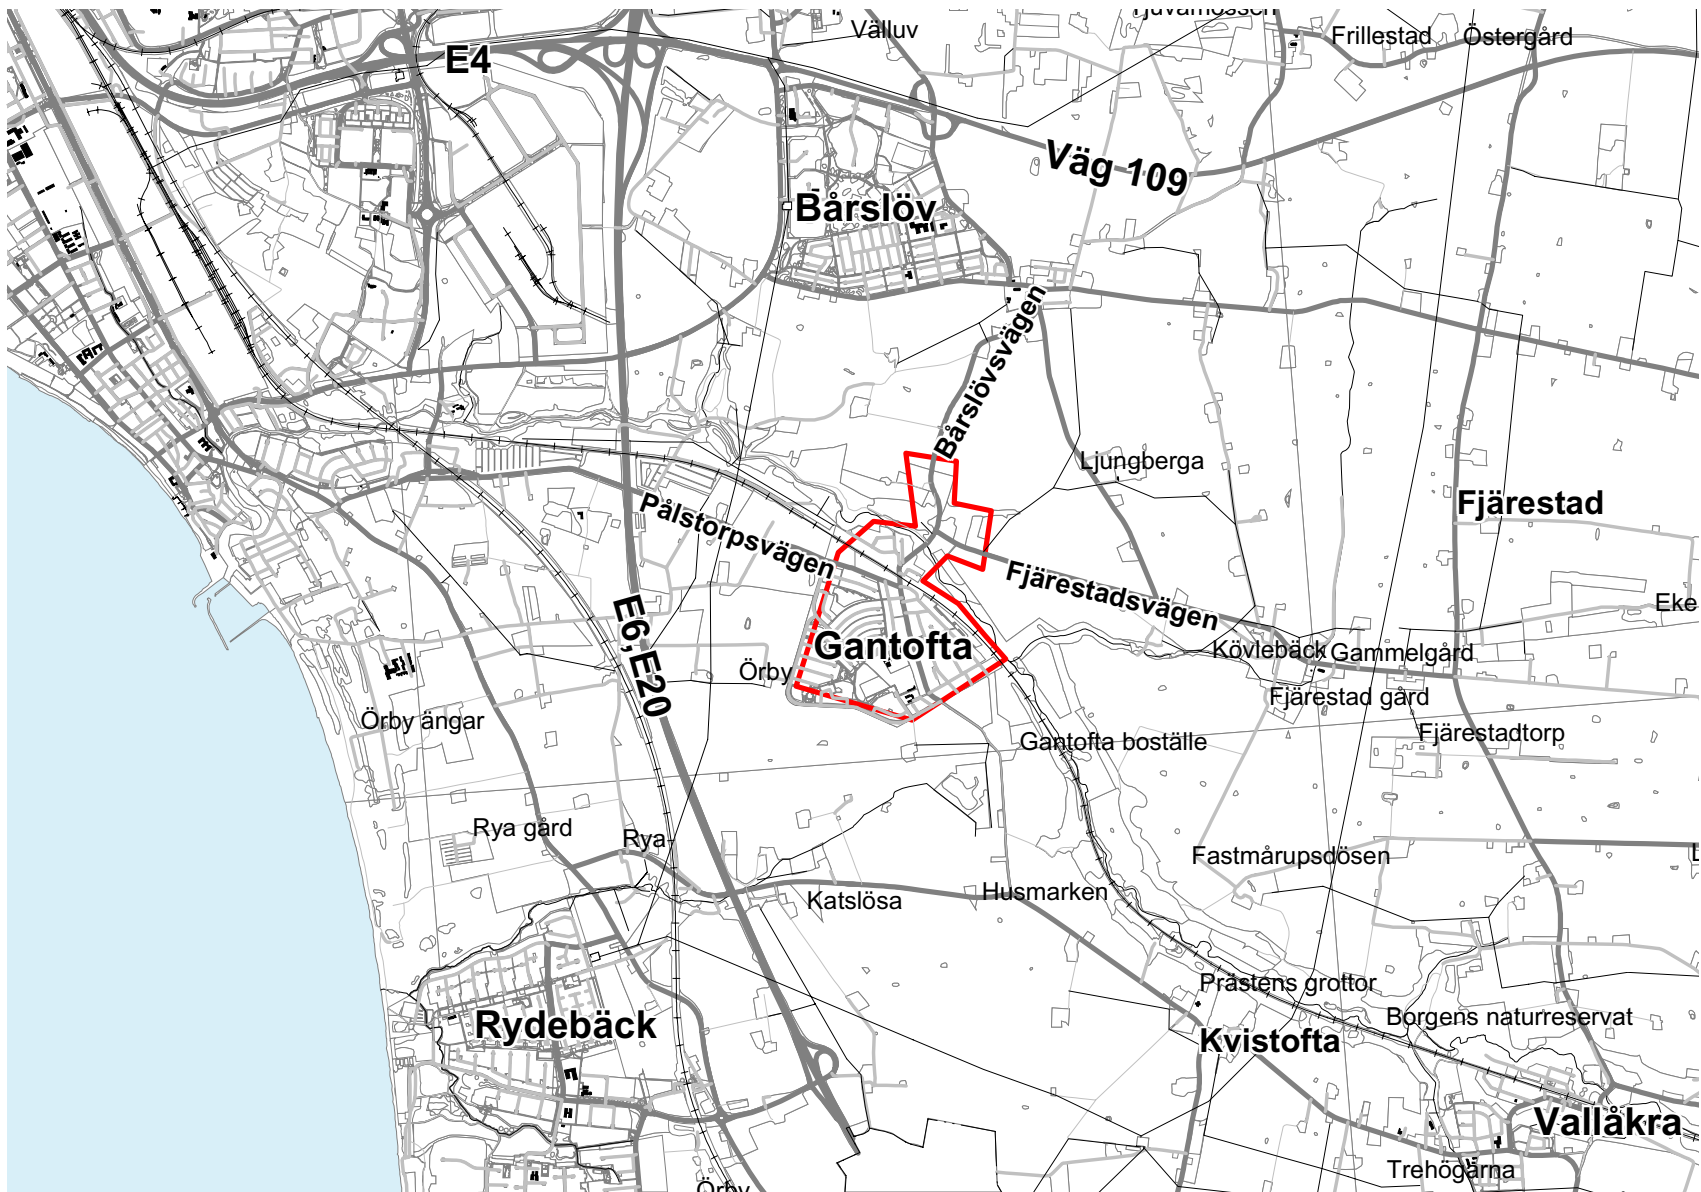 Tjuvamossen
Välluv
Frillestad
Östergård
E4
Väg 109
Bårslöv
Bårslövsvägen
Ljungberga
Fjärestad
Pålstorpsvägen
Fjärestadsvägen
E6,E20
Eke
Gantofta
Kövlebäck
Gammelgård
Örby
Fjärestad gård
Örby ängar
Fjärestadtorp
Gantofta boställe
Rya gård
Rya
Fastmårupsdösen
Katslösa
Husmarken
Prästens grottor
Borgens naturreservat
Rydebäck
Kvistofta
Vallåkra
Trehögarna
Örby